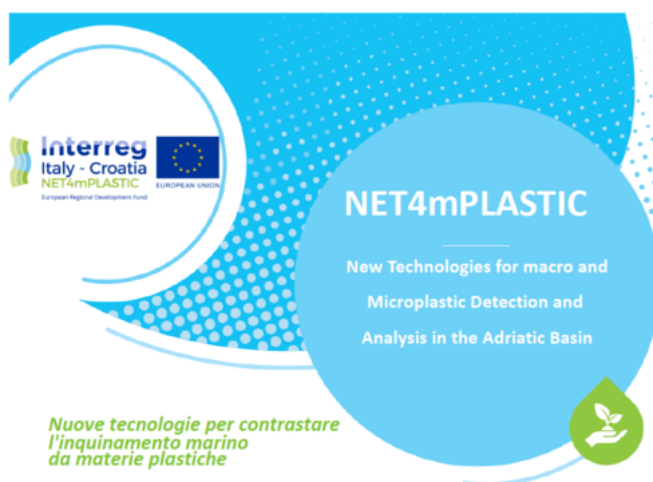 Interreg
Italy - Croatia
NET4mPLASTIC
European Regional Development Fund
EUROPEAN UNION
NET4mPLASTIC
New Technologies for macro and
Microplastic Detection and
Analysis in the Adriatic Basin
Nuove tecnologie per contrastare
l'inquinamento marino
da materie plastiche